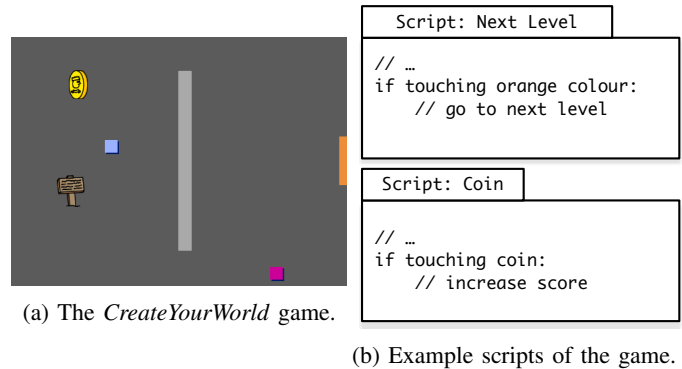 Script: Next Level
// …
if touching orange colour:
// go to next level
Script: Coin
// …
if touching coin:
// increase score
(a) The CreateYourWorld game.
(b) Example scripts of the game.